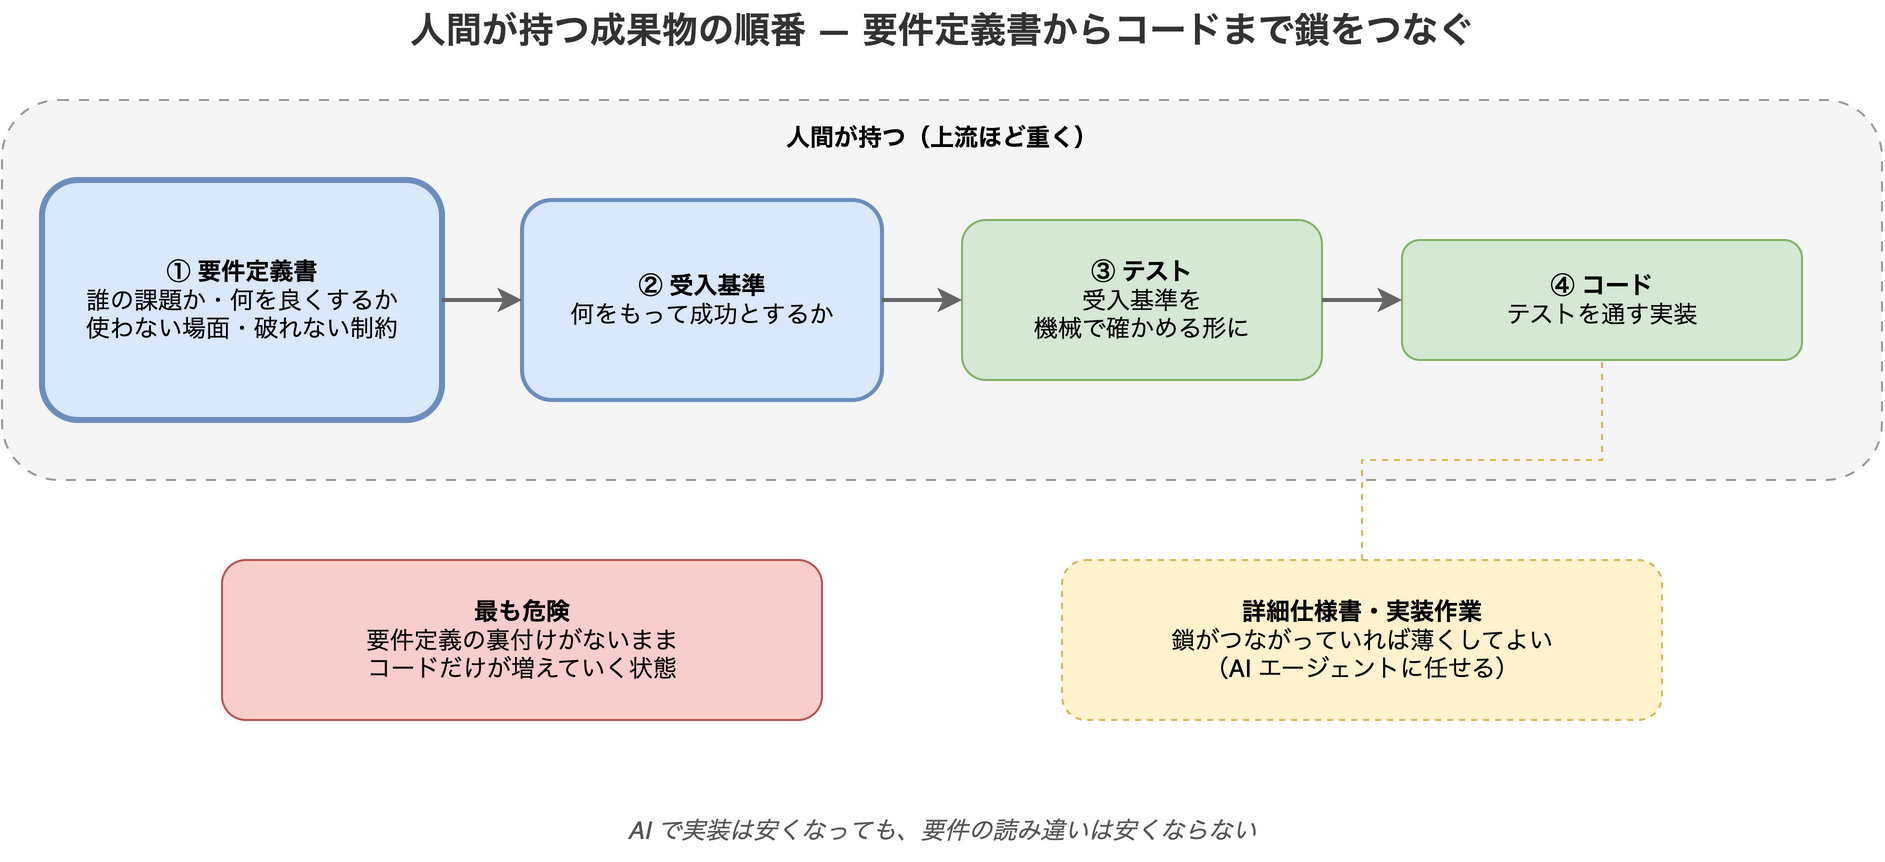 人間が持つ成果物の順番 — 要件定義書からコードまで鎖をつなぐ
人間が持つ（上流ほど重く）
① 要件定義書
誰の課題か・何を良くするか
使わない場面・破れない制約
② 受入基準
何をもって成功とするか
③ テスト
受入基準を
機械で確かめる形に
④ コード
テストを通す実装
最も危険
要件定義の裏付けがないまま
コードだけが増えていく状態
詳細仕様書・実装作業
鎖がつながっていれば薄くしてよい
（AI エージェントに任せる）
AI で実装は安くなっても、要件の読み違いは安くならない